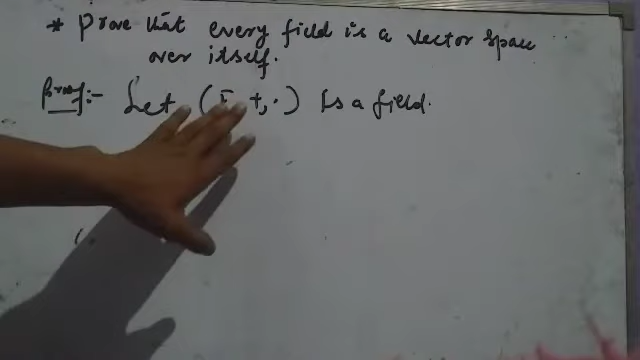 * Prove that every field is a vector space
over itself.
Proof:- Let (F, +, .) is a field.
(.